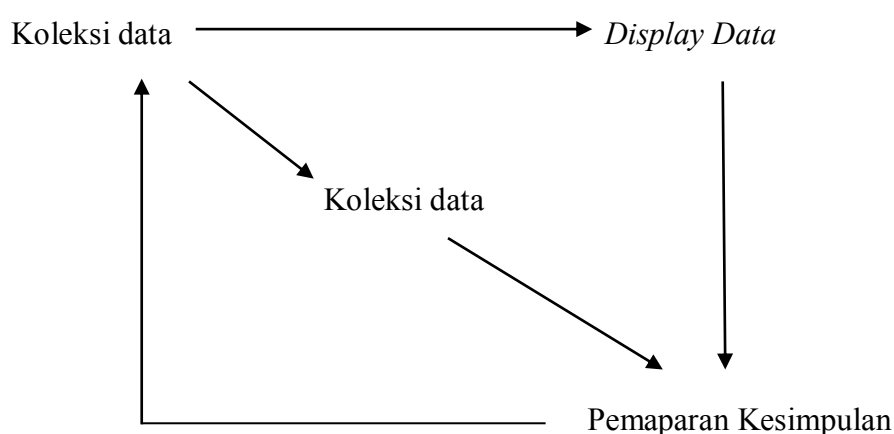 Koleksi data
Display Data
Koleksi data
Pemaparan Kesimpulan